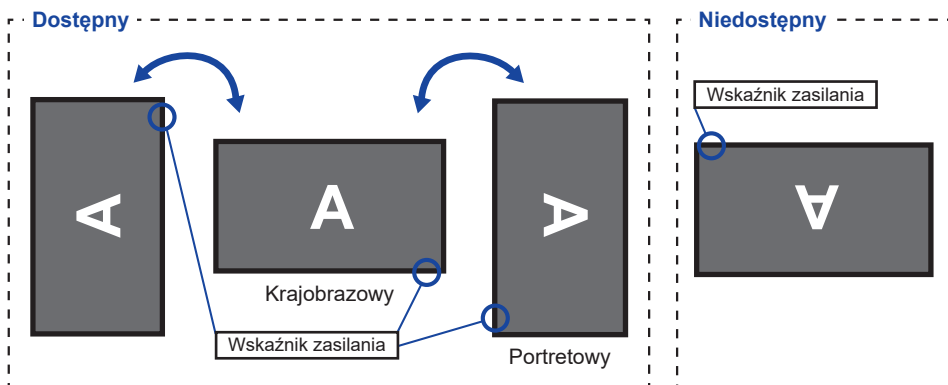 Dostępny
Niedostępny
Wskaźnik zasilania
A
A
A
A
Krajobrazowy
Wskaźnik zasilania
Portretowy